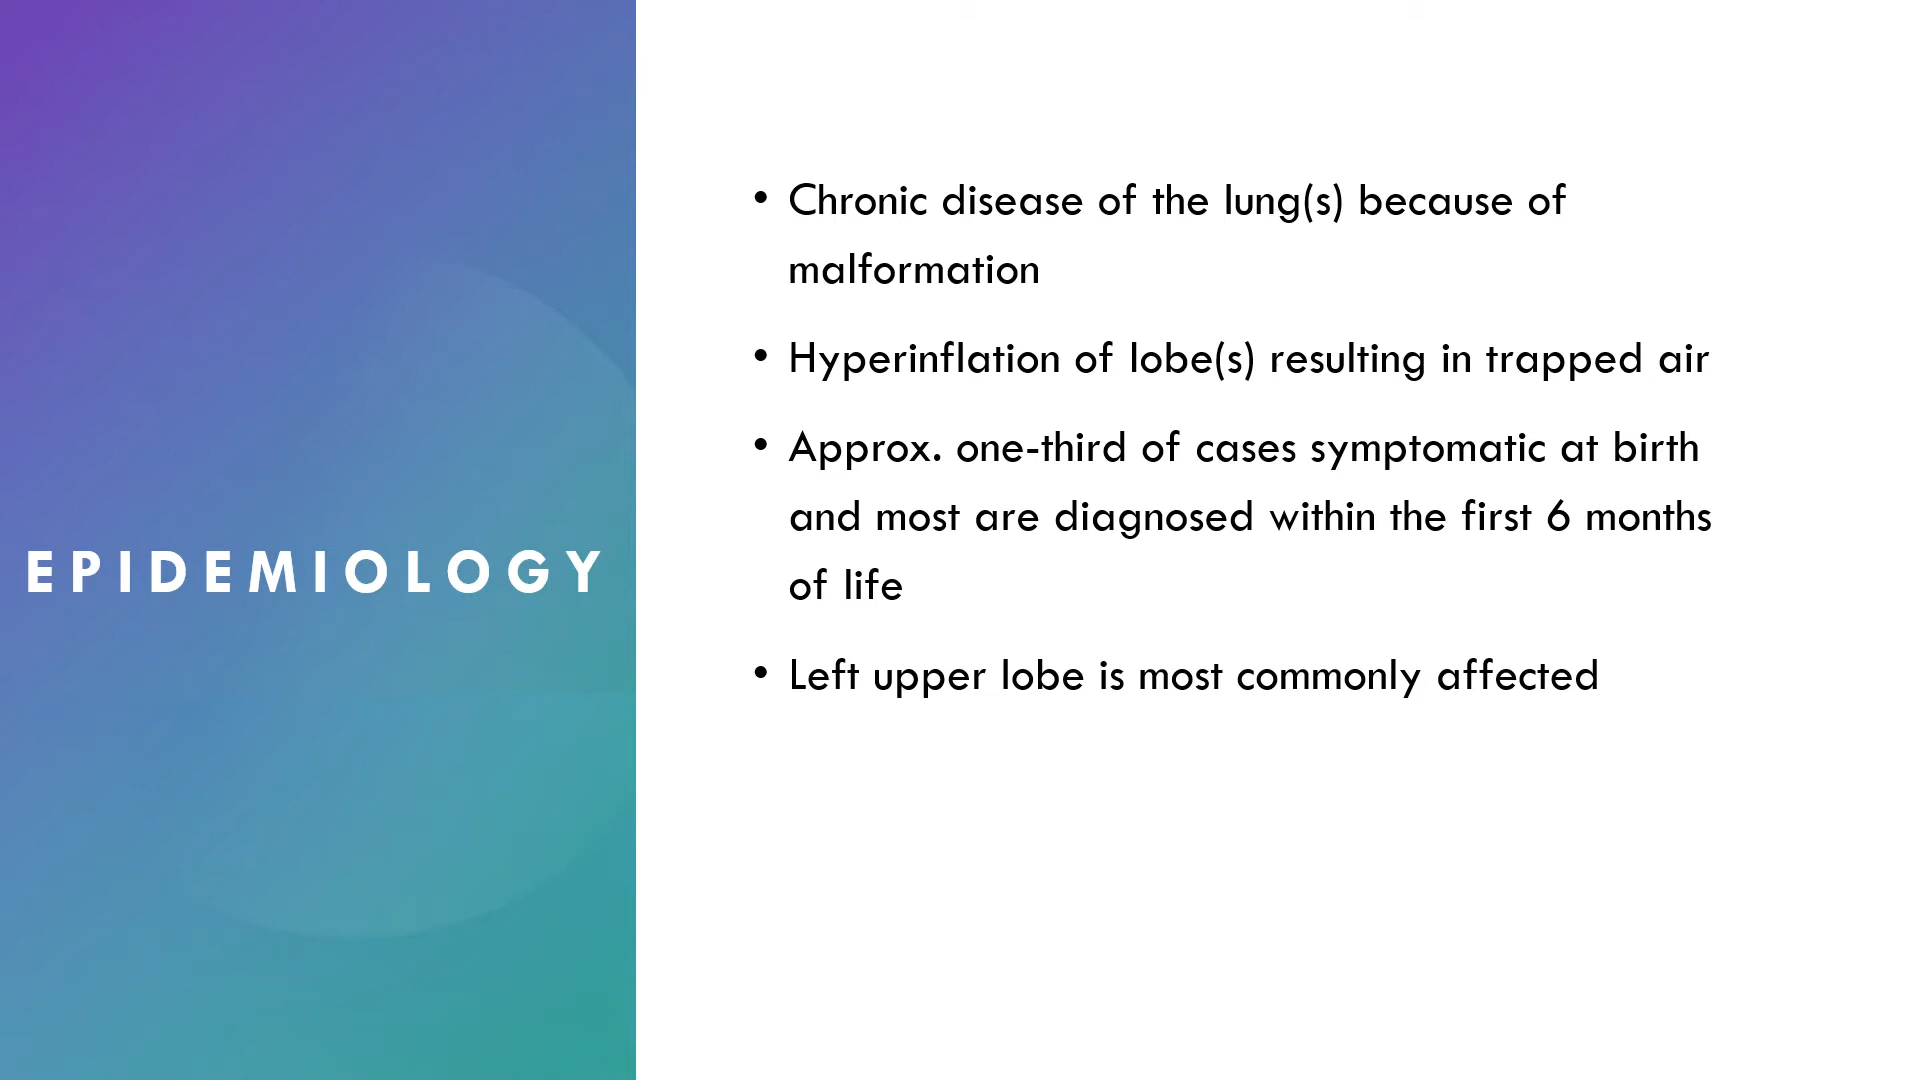 EPIDEMIOLOGY
• Chronic disease of the lung(s) because of
malformation
• Hyperinflation of lobe(s) resulting in trapped air
• Approx. one-third of cases symptomatic at birth
and most are diagnosed within the first 6 months
of life
• Left upper lobe is most commonly affected